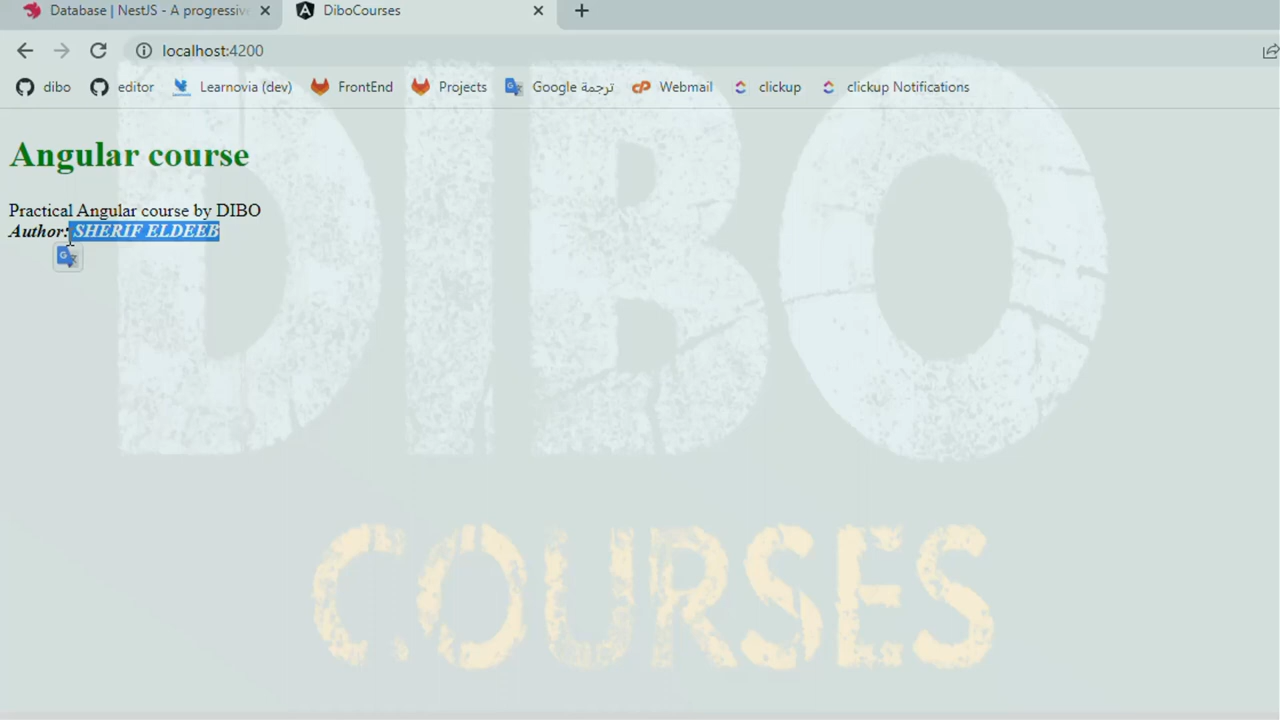 Database | NestJS - A progressive
DiboCourses
localhost:4200
dibo
editor
Learnovia (dev)
FrontEnd
Projects
ترجمة Google
Webmail
clickup
clickup Notifications
Angular course
Practical Angular course by DIBO
Author: SHERIF ELDEEB
DIBO
COURSES